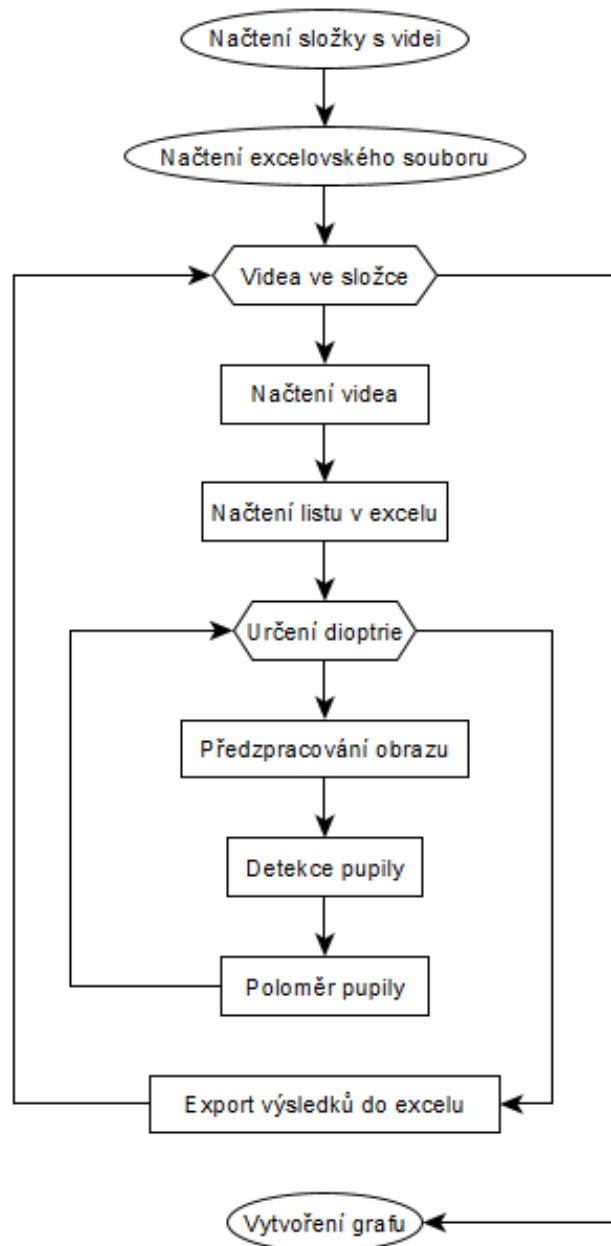 Načtení složky s videi
Načtení excelovského souboru
Videa ve složce
Načtení videa
Načtení listu v excelu
Určení dioptrie
Předzpracování obrazu
Detekce pupily
Poloměr pupily
Export výsledků do excelu
Vytvoření grafu